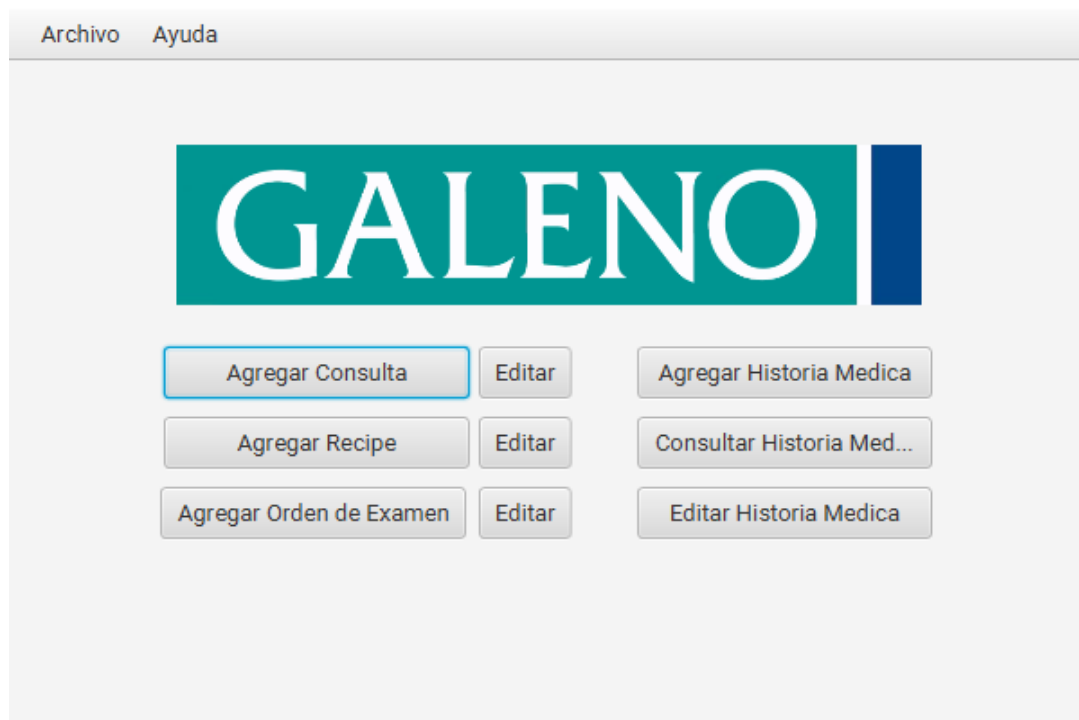 Archivo Ayuda
GALENO
Agregar Consulta Editar Agregar Historia Medica
Agregar Recipe Editar Consultar Historia Med...
Agregar Orden de Examen Editar Editar Historia Medica